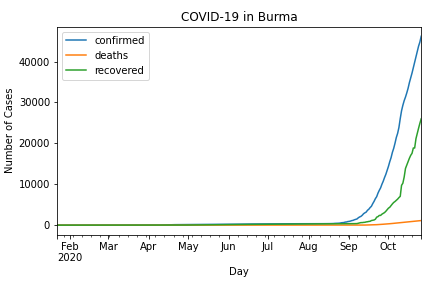 COVID-19 in Burma
confirmed
deaths
recovered
Number of Cases
40000
30000
20000
10000
0
Feb Mar Apr May Jun Jul Aug Sep Oct
2020
Day